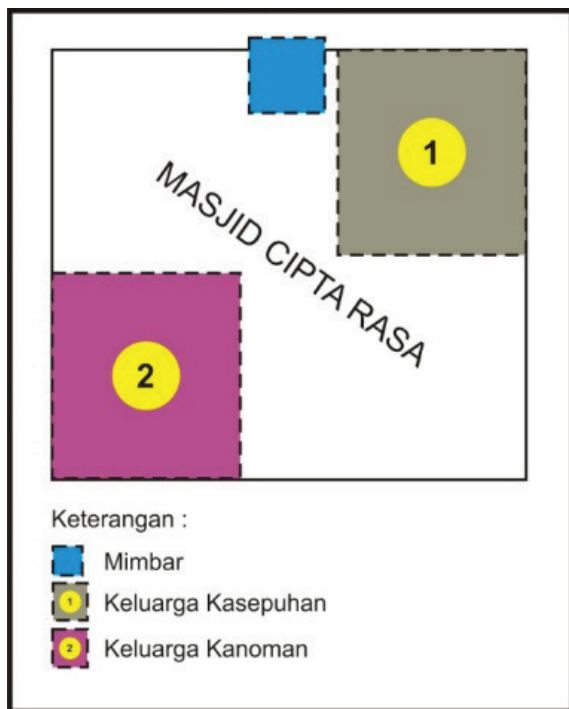 1
MASJID CIPTA RASA
2
Keterangan :
Mimbar
1 Keluarga Kasepuhan
2 Keluarga Kanoman